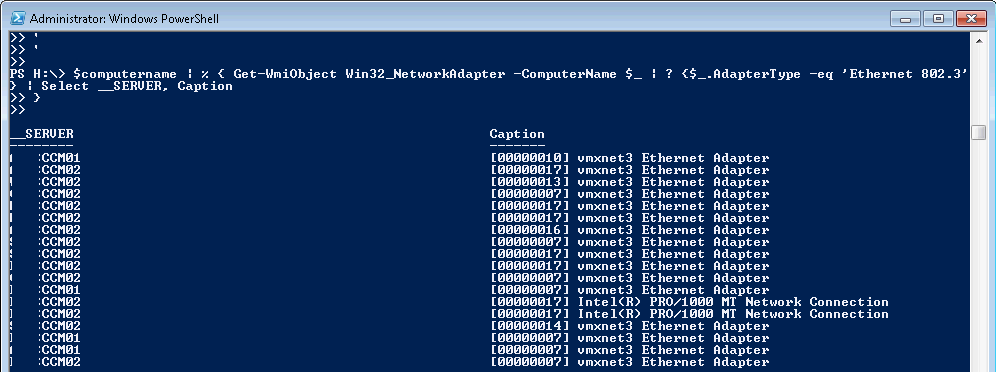 Administrator: Windows PowerShell
>> '
>> '
>>
PS H:\> $computername | % { Get-WmiObject Win32_NetworkAdapter -ComputerName $_ | ? {$_.AdapterType -eq 'Ethernet 802.3'
} | Select __SERVER, Caption
>> }
>>
__SERVER Caption
-------- -------
CCM01 [00000010] vmxnet3 Ethernet Adapter
CCM02 [00000017] vmxnet3 Ethernet Adapter
CCM02 [00000013] vmxnet3 Ethernet Adapter
CCM02 [00000007] vmxnet3 Ethernet Adapter
CCM02 [00000017] vmxnet3 Ethernet Adapter
CCM02 [00000017] vmxnet3 Ethernet Adapter
CCM02 [00000016] vmxnet3 Ethernet Adapter
CCM02 [00000007] vmxnet3 Ethernet Adapter
CCM02 [00000017] vmxnet3 Ethernet Adapter
CCM02 [00000017] vmxnet3 Ethernet Adapter
CCM02 [00000007] vmxnet3 Ethernet Adapter
CCM01 [00000007] vmxnet3 Ethernet Adapter
CCM02 [00000017] Intel(R) PRO/1000 MT Network Connection
CCM02 [00000017] Intel(R) PRO/1000 MT Network Connection
CCM02 [00000014] vmxnet3 Ethernet Adapter
CCM01 [00000007] vmxnet3 Ethernet Adapter
CCM01 [00000007] vmxnet3 Ethernet Adapter
CCM02 [00000007] vmxnet3 Ethernet Adapter